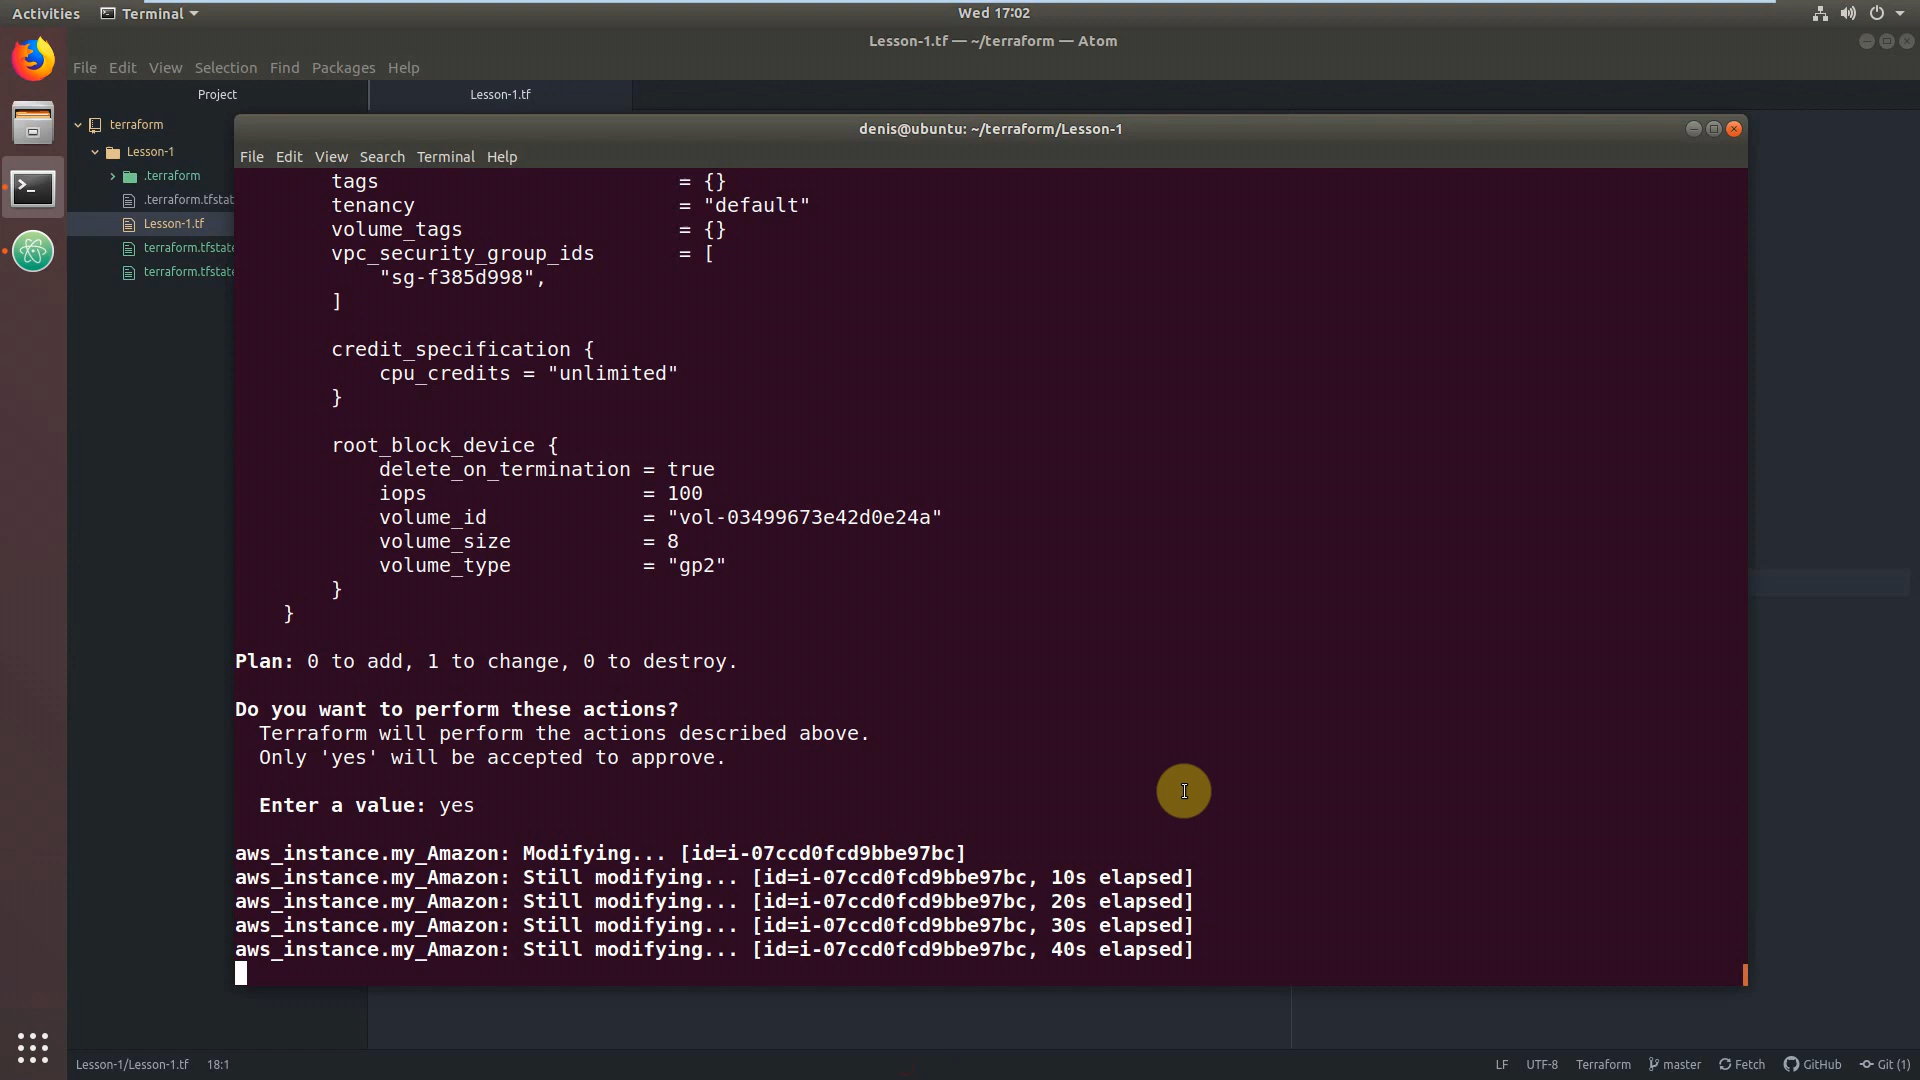 Activities Terminal Wed 17:02
Lesson-1.tf — ~/terraform — Atom
File Edit View Selection Find Packages Help
Project Lesson-1.tf
terraform
Lesson-1
.terraform
.terraform.tfstat
Lesson-1.tf
terraform.tfstate
terraform.tfstate
denis@ubuntu: ~/terraform/Lesson-1
File Edit View Search Terminal Help
tags = {}
tenancy = "default"
volume_tags = {}
vpc_security_group_ids = [
"sg-f385d998",
]
credit_specification {
cpu_credits = "unlimited"
}
root_block_device {
delete_on_termination = true
iops = 100
volume_id = "vol-03499673e42d0e24a"
volume_size = 8
volume_type = "gp2"
}
}
Plan: 0 to add, 1 to change, 0 to destroy.
Do you want to perform these actions?
Terraform will perform the actions described above.
Only 'yes' will be accepted to approve.
Enter a value: yes
aws_instance.my_Amazon: Modifying... [id=i-07ccd0fcd9bbe97bc]
aws_instance.my_Amazon: Still modifying... [id=i-07ccd0fcd9bbe97bc, 10s elapsed]
aws_instance.my_Amazon: Still modifying... [id=i-07ccd0fcd9bbe97bc, 20s elapsed]
aws_instance.my_Amazon: Still modifying... [id=i-07ccd0fcd9bbe97bc, 30s elapsed]
aws_instance.my_Amazon: Still modifying... [id=i-07ccd0fcd9bbe97bc, 40s elapsed]
Lesson-1/Lesson-1.tf 18:1 LF UTF-8 Terraform master Fetch GitHub Git (1)